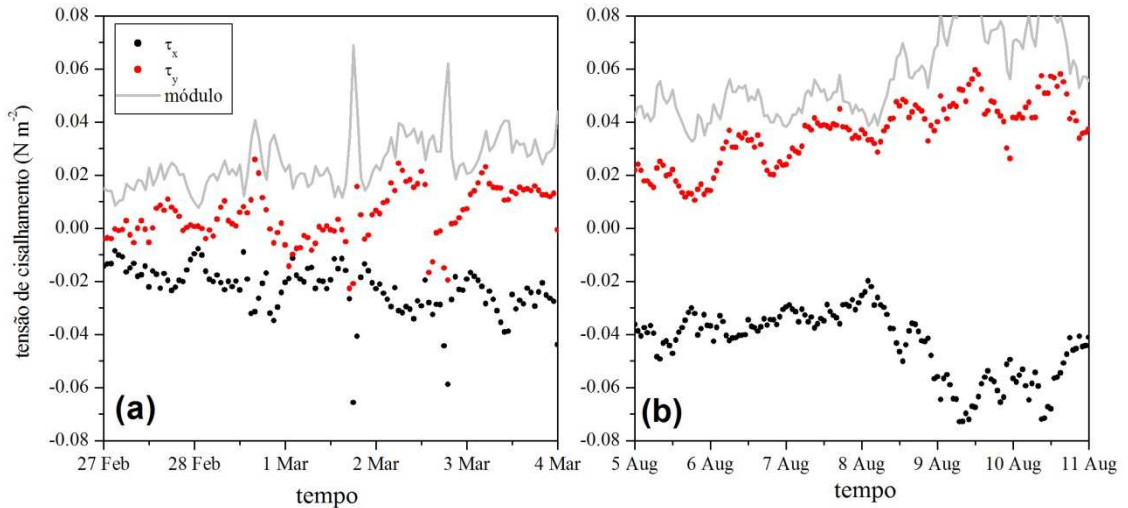 tensão de cisalhamento (N m⁻²)
0.08
0.06
0.04
0.02
0.00
-0.02
-0.04
-0.06
-0.08
τx
τy
módulo
(a)
27 Feb 28 Feb 1 Mar 2 Mar 3 Mar 4 Mar
tempo
0.08
0.06
0.04
0.02
0.00
-0.02
-0.04
-0.06
-0.08
(b)
5 Aug 6 Aug 7 Aug 8 Aug 9 Aug 10 Aug 11 Aug
tempo